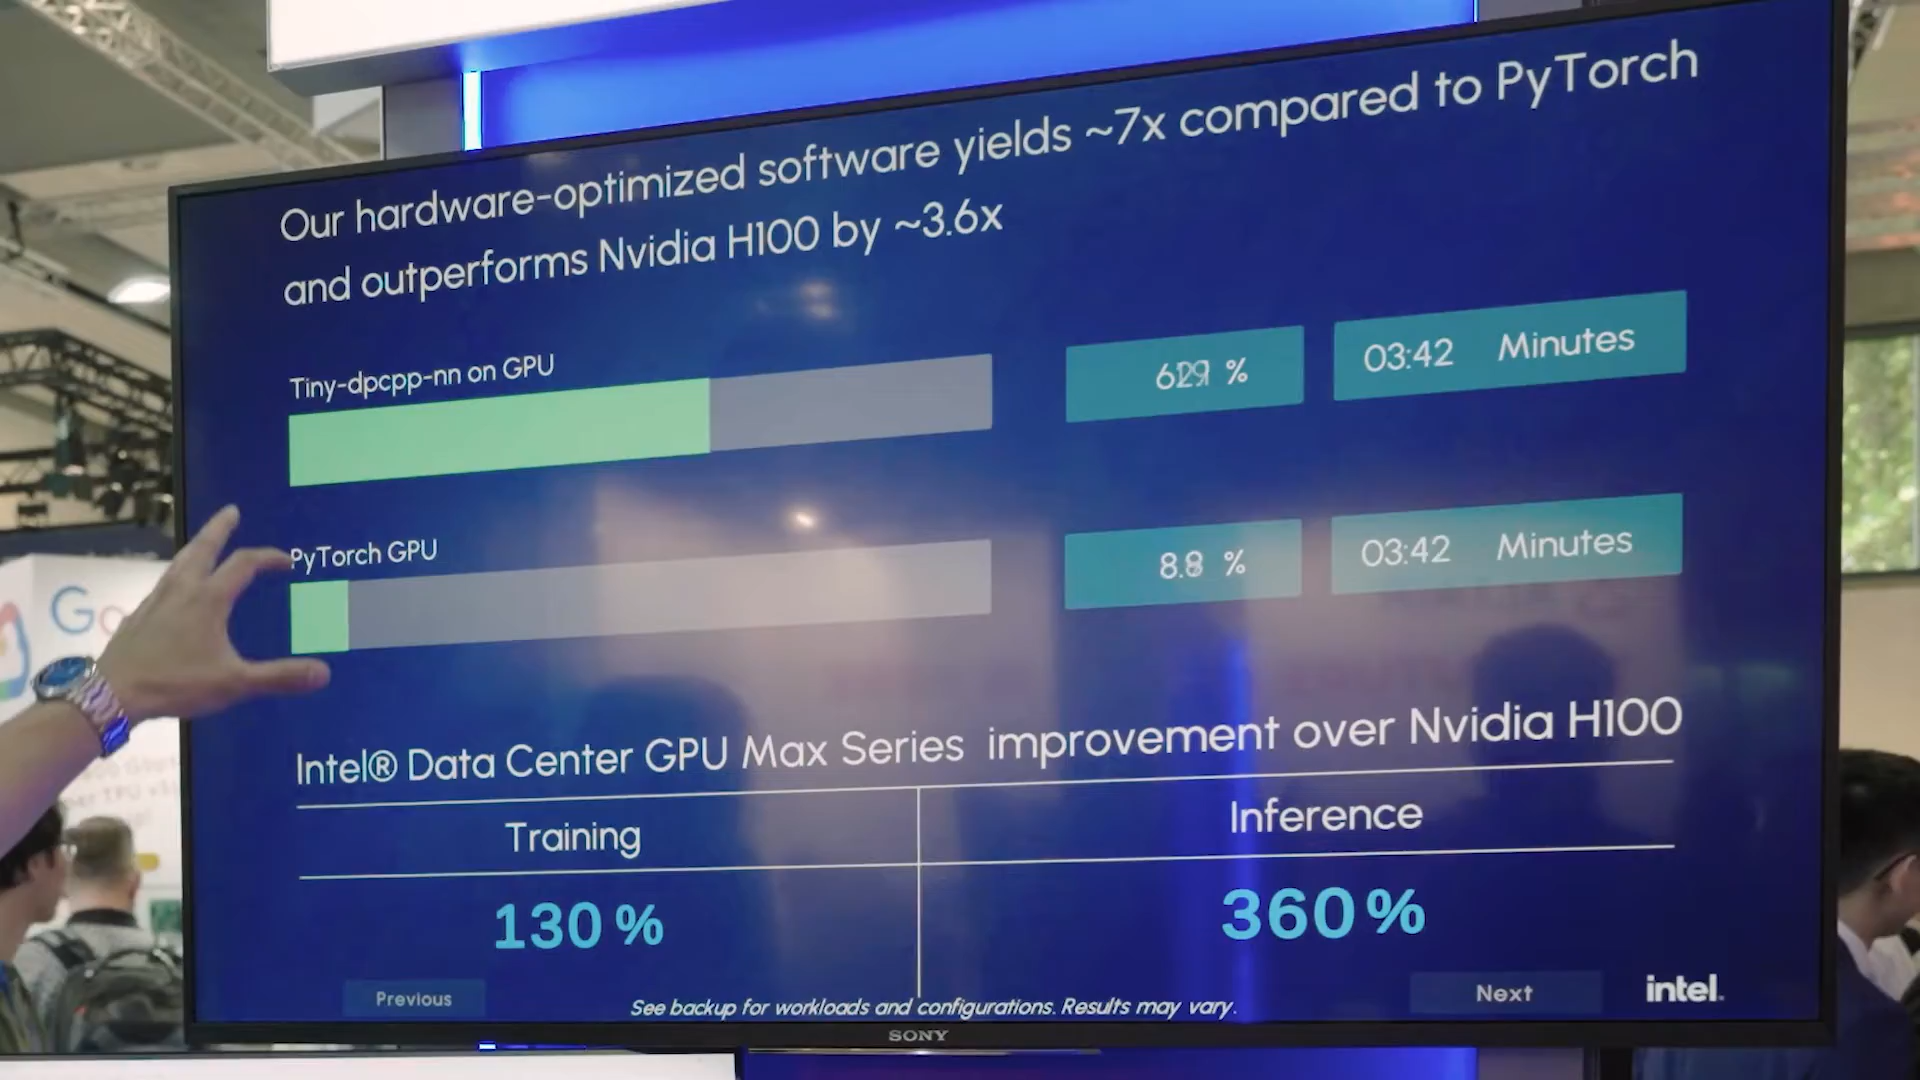 Our hardware-optimized software yields ~7x compared to PyTorch
and outperforms Nvidia H100 by ~3.6x
Tiny-dpcpp-nn on GPU
%
03:42 Minutes
PyTorch GPU
8.8 %
03:42 Minutes
Intel® Data Center GPU Max Series improvement over Nvidia H100
Training
Inference
130 %
360 %
Previous
See backup for workloads and configurations. Results may vary.
Next
intel.
SONY